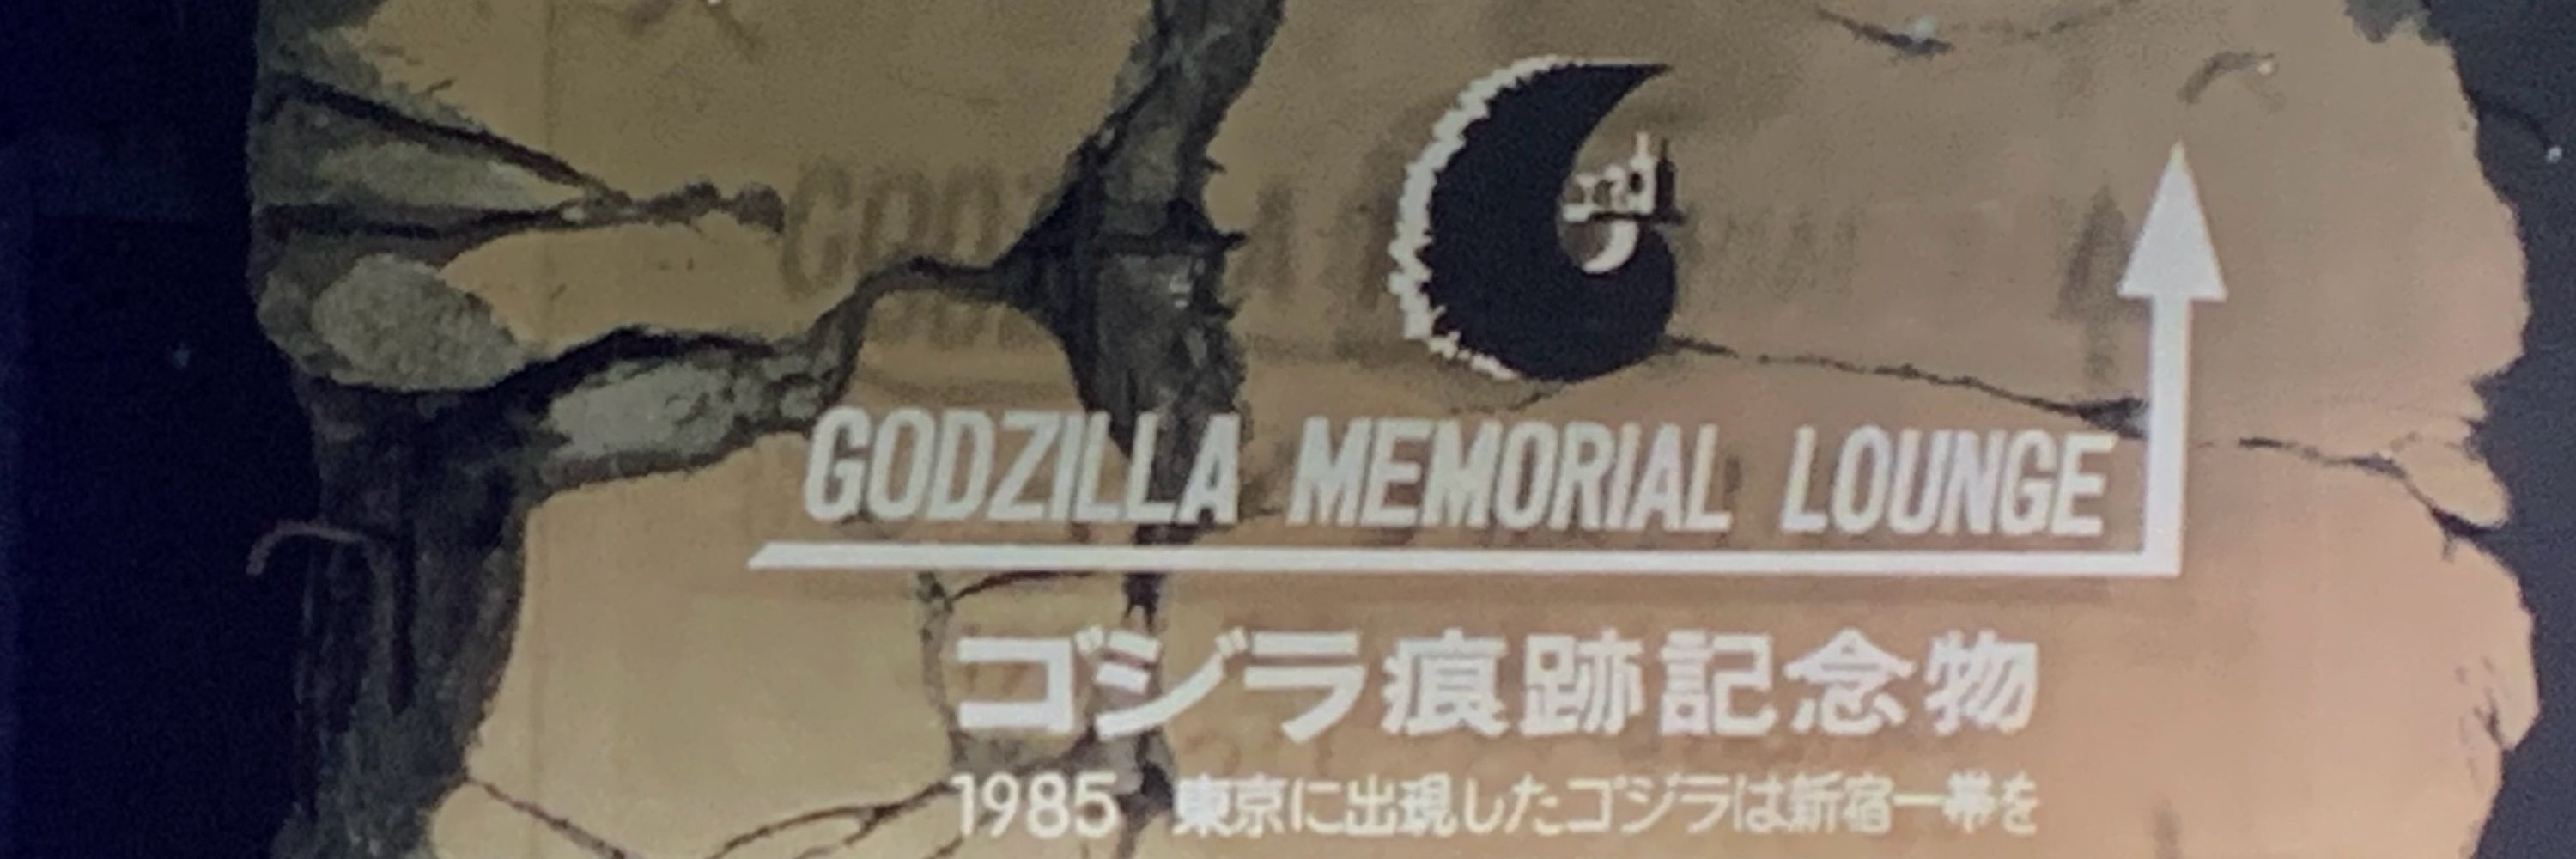 GODZILLA MEMORIAL LOUNGE
ゴジラ痕跡記念物
1985 東京に出現したゴジラは新宿一帯を